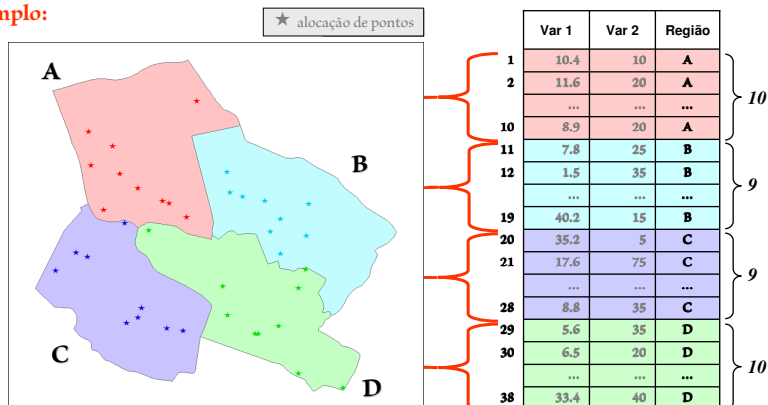 mplo:
★ alocação de pontos
A
B
C
D
Var 1 Var 2 Região
1 10.4 10 A
2 11.6 20 A
... ... ...
10 8.9 20 A
10
11 7.8 25 B
12 1.5 35 B
... ... ...
19 40.2 15 B
9
20 35.2 5 C
21 17.6 75 C
... ... ...
28 8.8 35 C
9
29 5.6 35 D
30 6.5 20 D
... ... ...
38 33.4 40 D
10